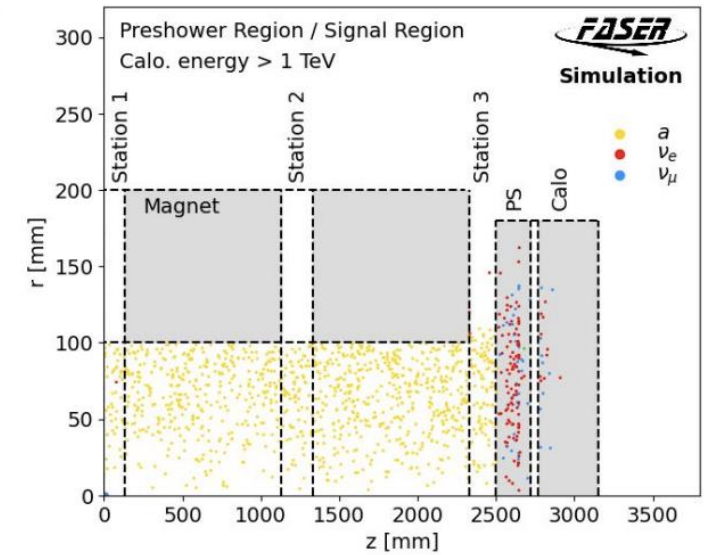 Preshower Region / Signal Region
Calo. energy > 1 TeV
FASER
Simulation
Station 1
Station 2
Station 3
a
νe
νμ
PS
Calo
Magnet
r [mm]
300
250
200
150
100
50
0
0 500 1000 1500 2000 2500 3000 3500
z [mm]